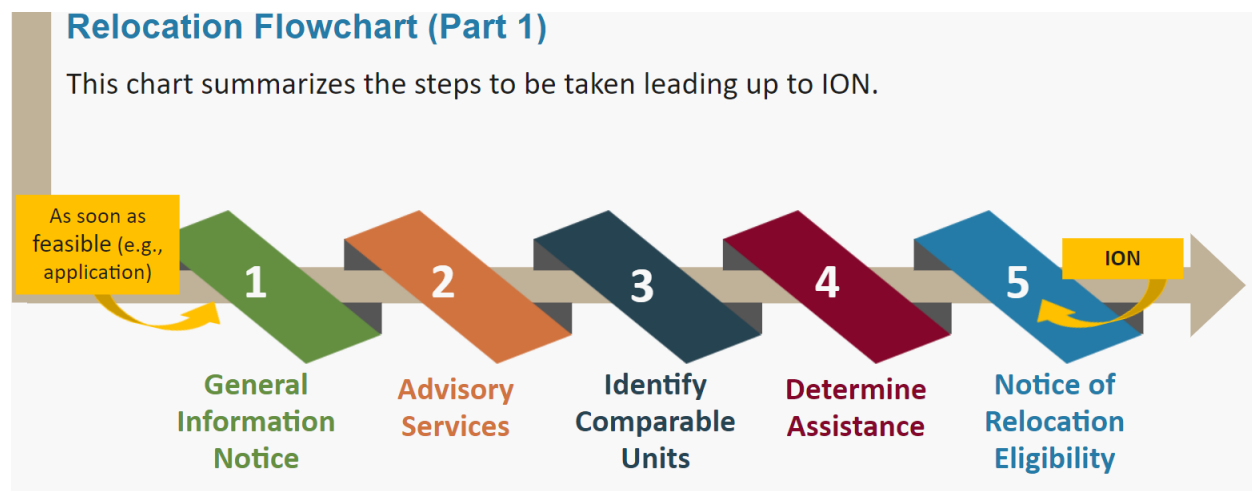 Relocation Flowchart (Part 1)
This chart summarizes the steps to be taken leading up to ION.
As soon as
feasible (e.g.,
application)
ION
1
2
3
4
5
General
Information
Notice
Advisory
Services
Identify
Comparable
Units
Determine
Assistance
Notice of
Relocation
Eligibility